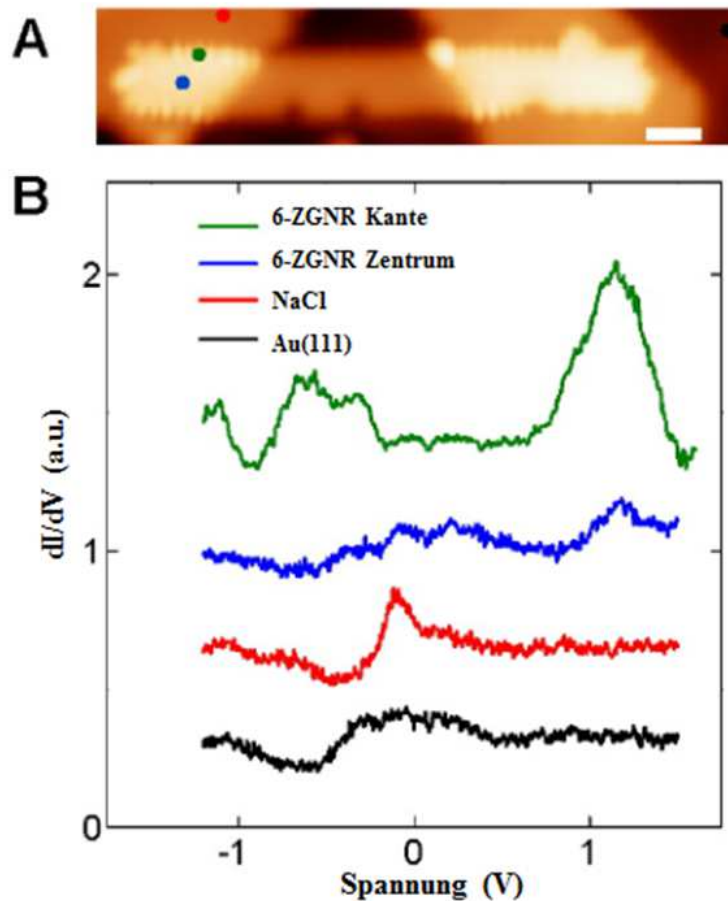 A
B
6-ZGNR Kante
6-ZGNR Zentrum
NaCl
Au(111)
2
1
0
dI/dV (a.u.)
-1 0 1
Spannung (V)